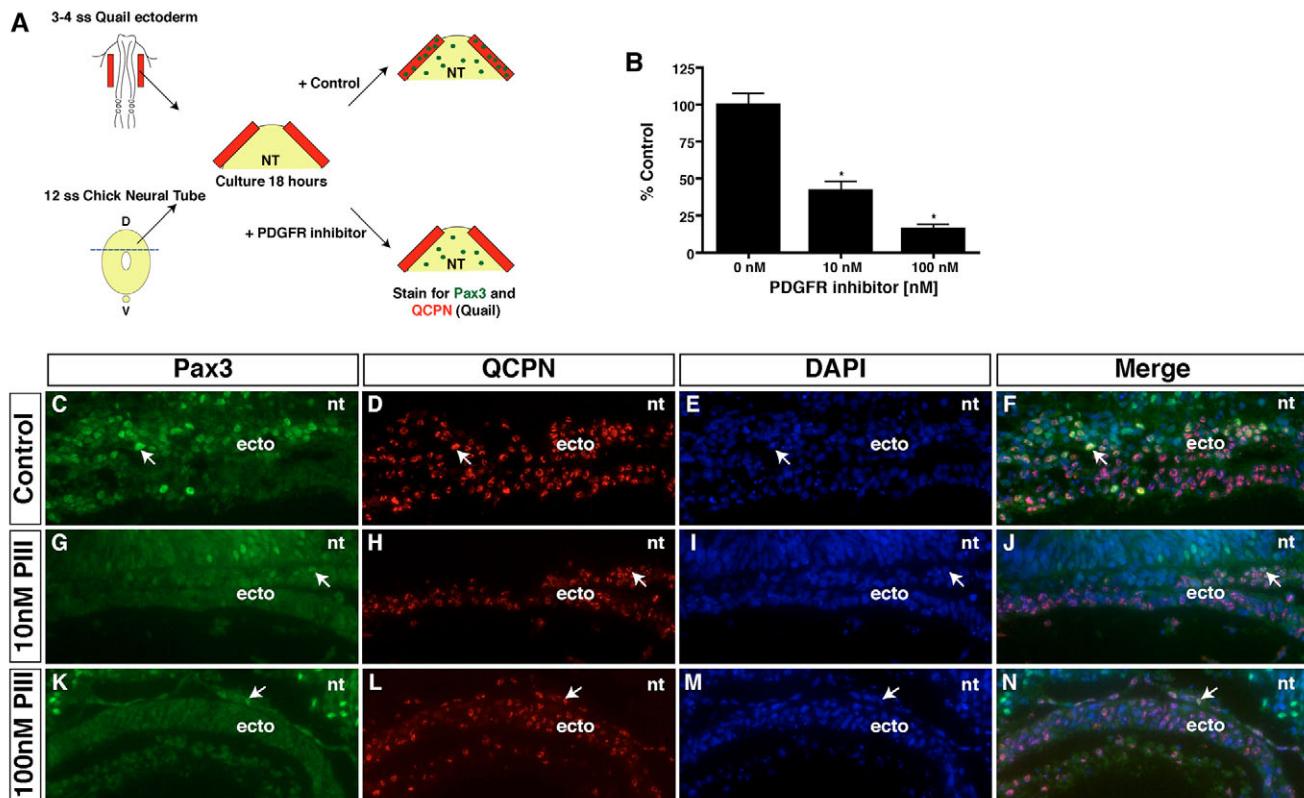 A
3-4 ss Quail ectoderm
12 ss Chick Neural Tube
D
V
NT
Culture 18 hours
+ Control
NT
+ PDGFR inhibitor
NT
Stain for Pax3 and
QCPN (Quail)
B
% Control
125
100
75
50
25
0
*
*
0 nM
10 nM
100 nM
PDGFR inhibitor [nM]
Pax3
QCPN
DAPI
Merge
Control
C
nt
ecto
D
nt
ecto
E
nt
ecto
F
nt
ecto
10nM PIII
G
nt
ecto
H
nt
ecto
I
nt
ecto
J
nt
ecto
100nM PIII
K
nt
ecto
L
nt
ecto
M
nt
ecto
N
nt
ecto